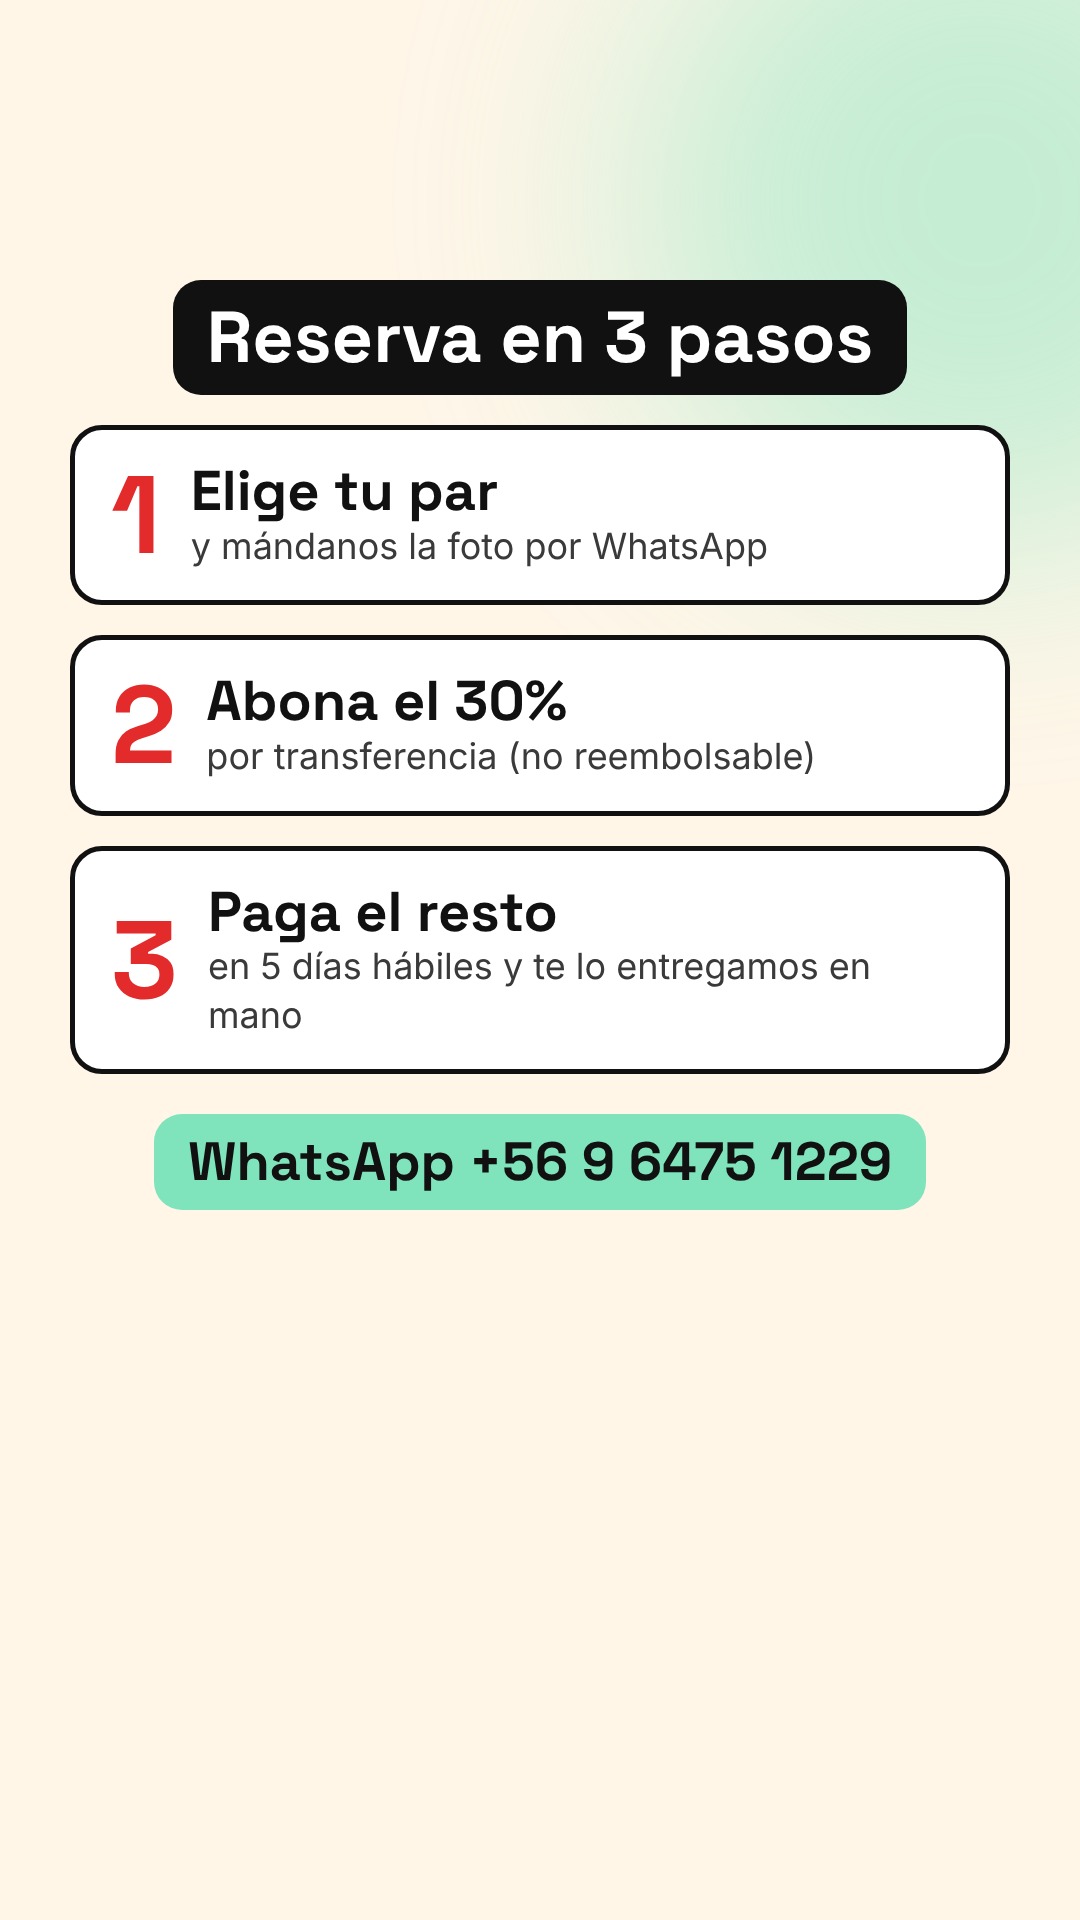 Reserva en 3 pasos
1 Elige tu par
y mándanos la foto por WhatsApp
2 Abona el 30%
por transferencia (no reembolsable)
3 Paga el resto
en 5 días hábiles y te lo entregamos en
mano
WhatsApp +56 9 6475 1229